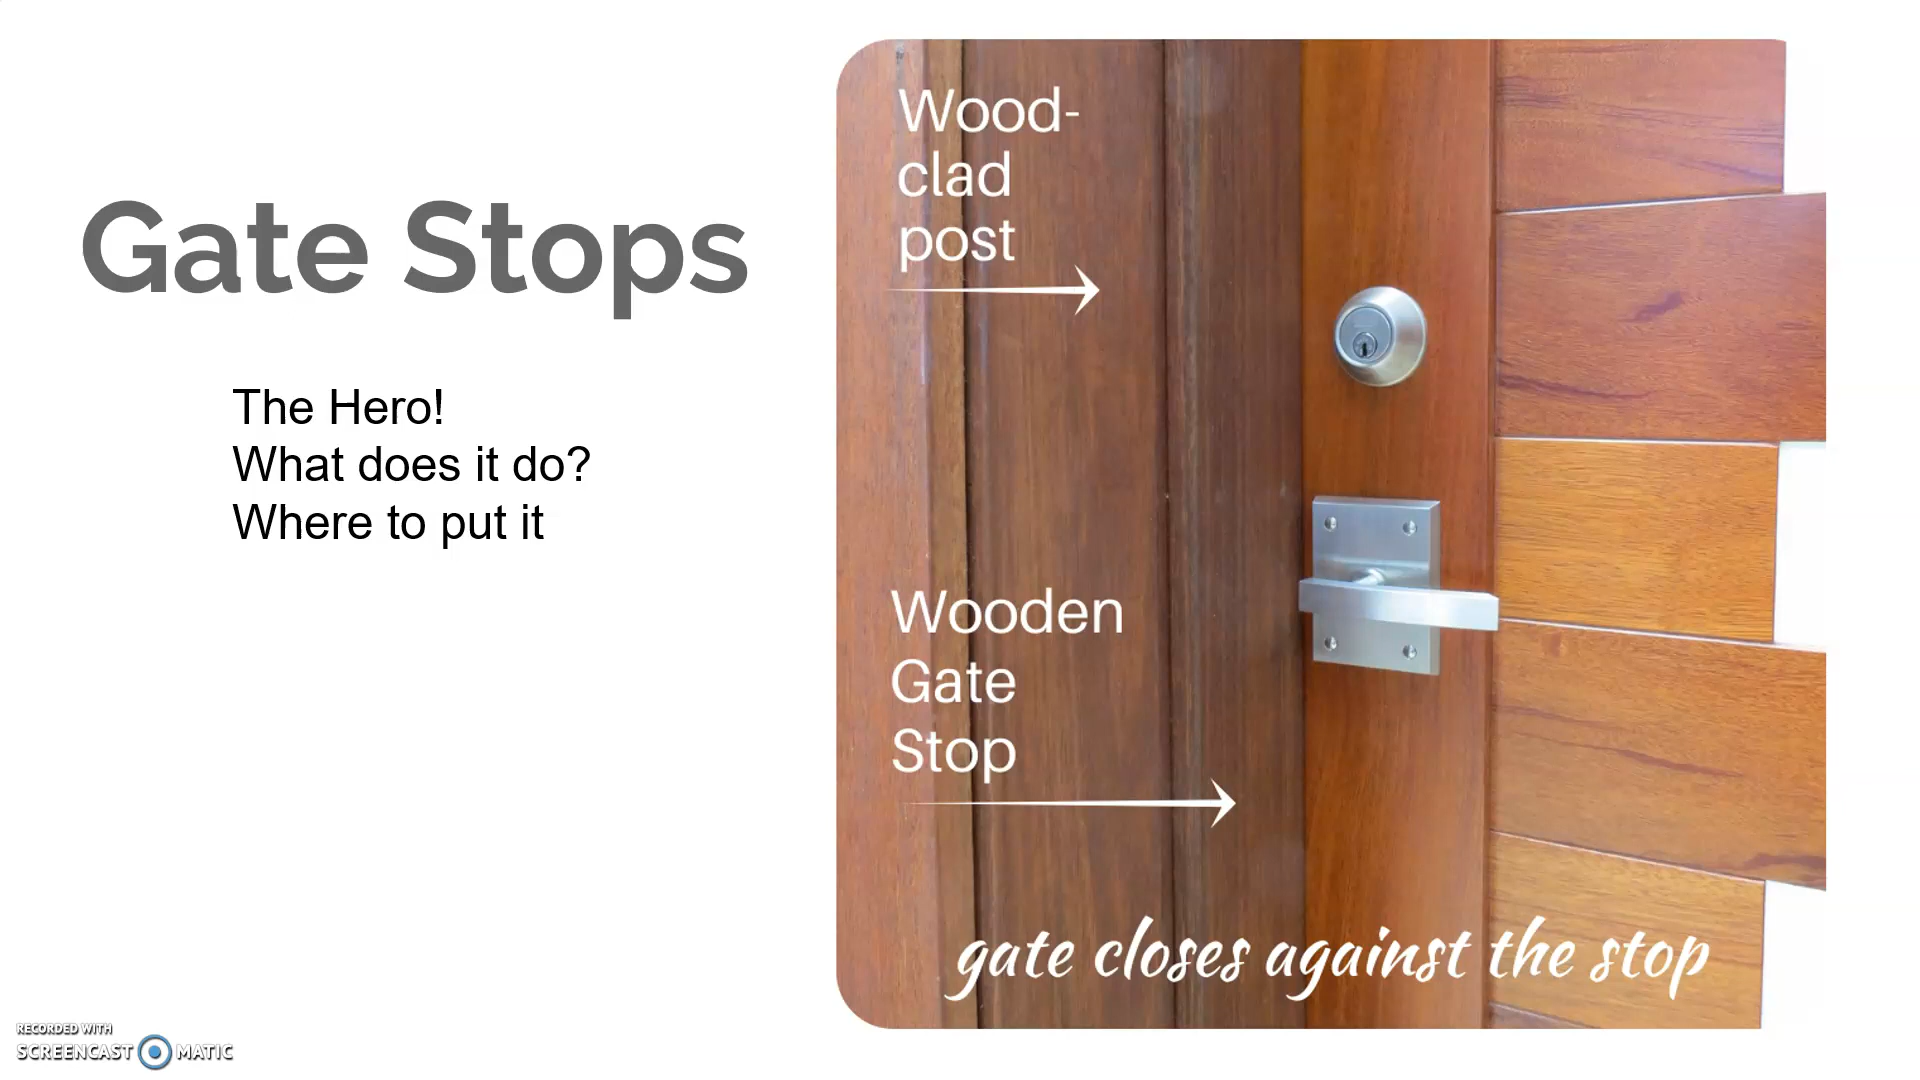 Gate Stops
The Hero!
What does it do?
Where to put it
Wood-
clad
post
Wooden
Gate
Stop
gate closes against the stop
RECORDED WITH
SCREENCAST MATIC